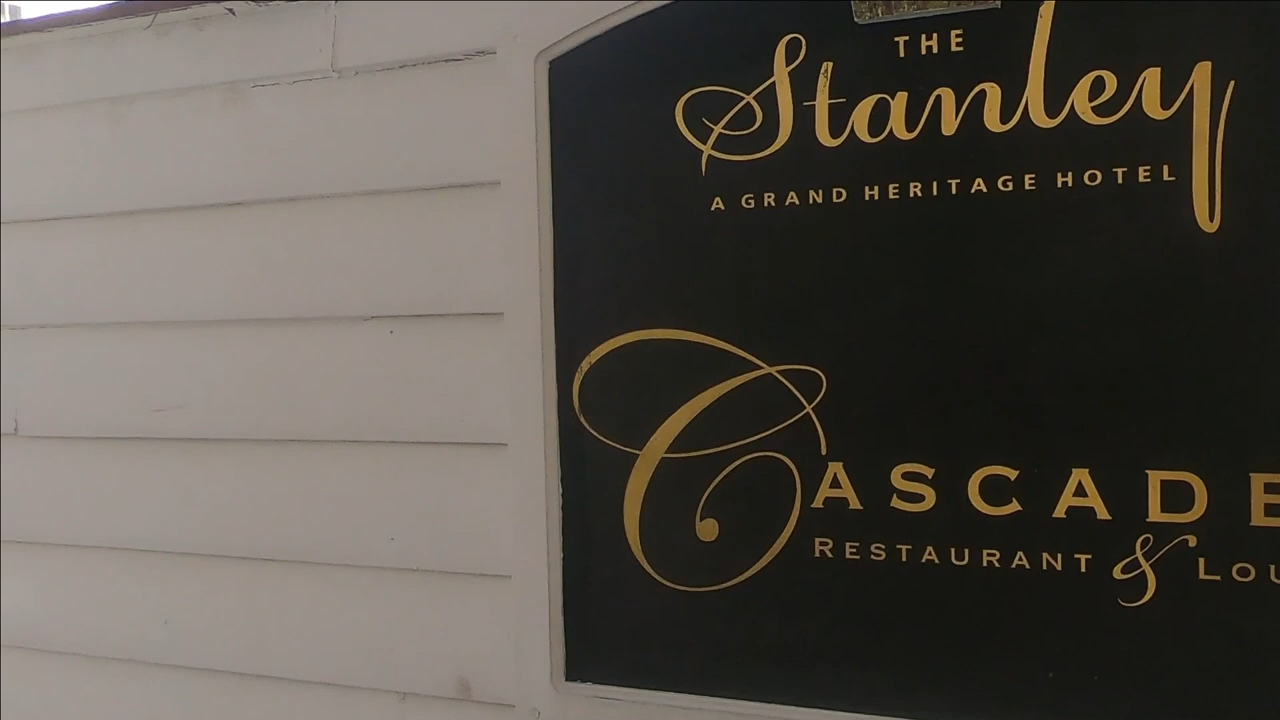 THE
Stanley
A GRAND HERITAGE HOTEL
CASCADE
RESTAURANT &